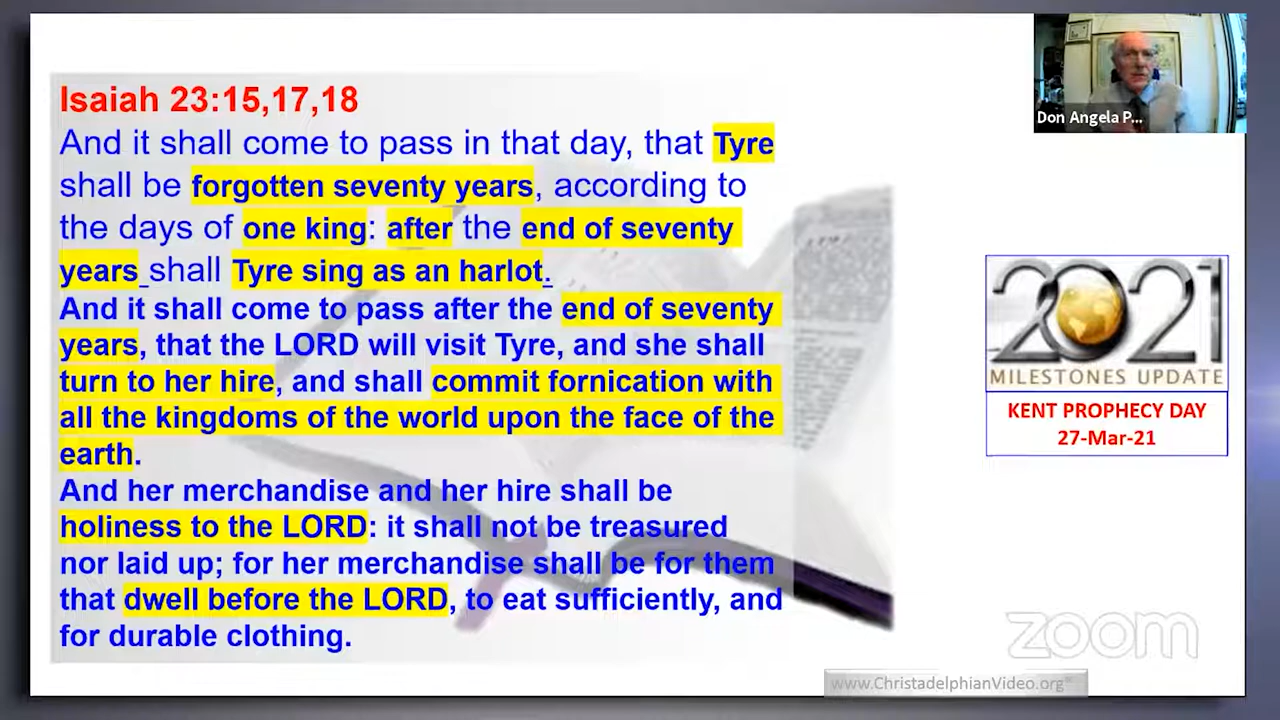 Isaiah 23:15,17,18
And it shall come to pass in that day, that Tyre
shall be forgotten seventy years, according to
the days of one king: after the end of seventy
years shall Tyre sing as an harlot.
And it shall come to pass after the end of seventy
years, that the LORD will visit Tyre, and she shall
turn to her hire, and shall commit fornication with
all the kingdoms of the world upon the face of the
earth.
And her merchandise and her hire shall be
holiness to the LORD: it shall not be treasured
nor laid up; for her merchandise shall be for them
that dwell before the LORD, to eat sufficiently, and
for durable clothing.
Don Angela P...
2021
MILESTONES UPDATE
KENT PROPHECY DAY
27-Mar-21
zoom
www.ChristadelphianVideo.org